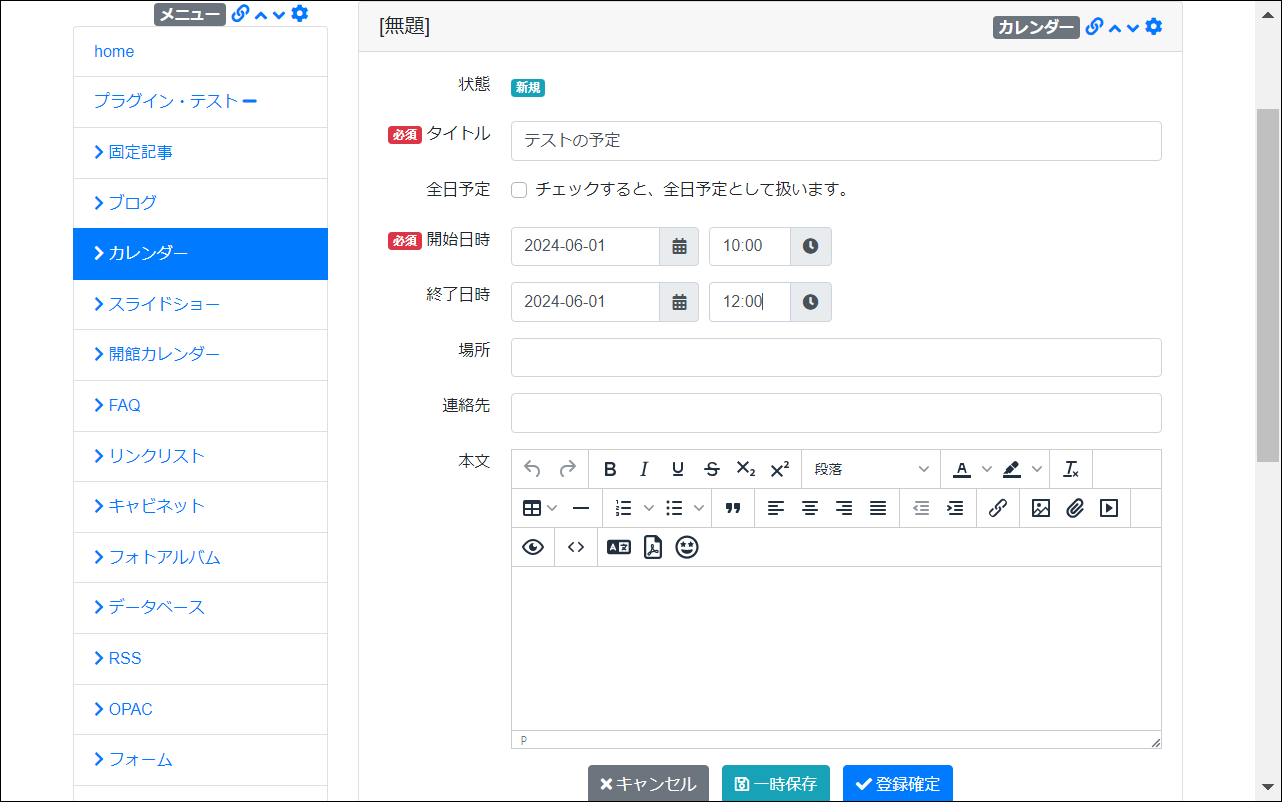 メニュー
home
プラグイン・テスト
固定記事
ブログ
カレンダー
スライドショー
開館カレンダー
FAQ
リンクリスト
キャビネット
フォトアルバム
データベース
RSS
OPAC
フォーム
[無題]
カレンダー
状態 新規
必須 タイトル テストの予定
全日予定 チェックすると、全日予定として扱います。
必須 開始日時 2024-06-01 10:00
終了日時 2024-06-01 12:00
場所
連絡先
本文
段落
P
キャンセル 一時保存 登録確定